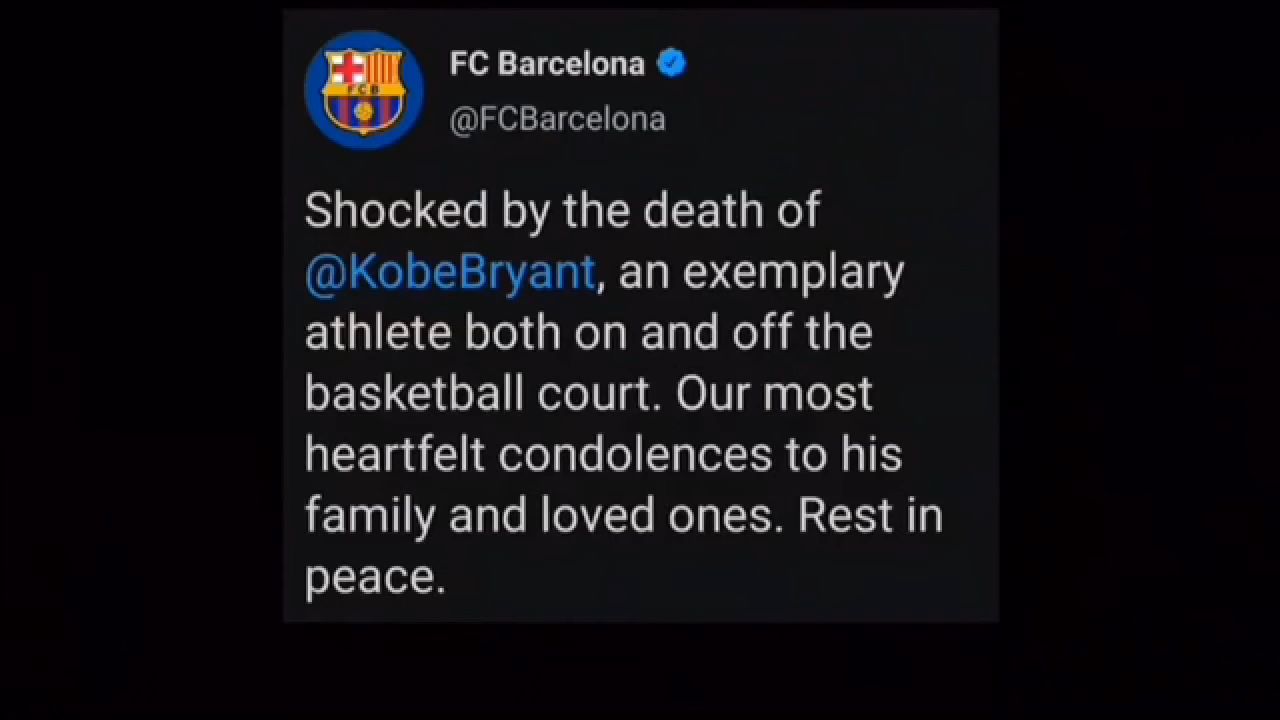 FCB
FC Barcelona
@FCBarcelona
Shocked by the death of
@KobeBryant, an exemplary
athlete both on and off the
basketball court. Our most
heartfelt condolences to his
family and loved ones. Rest in
peace.